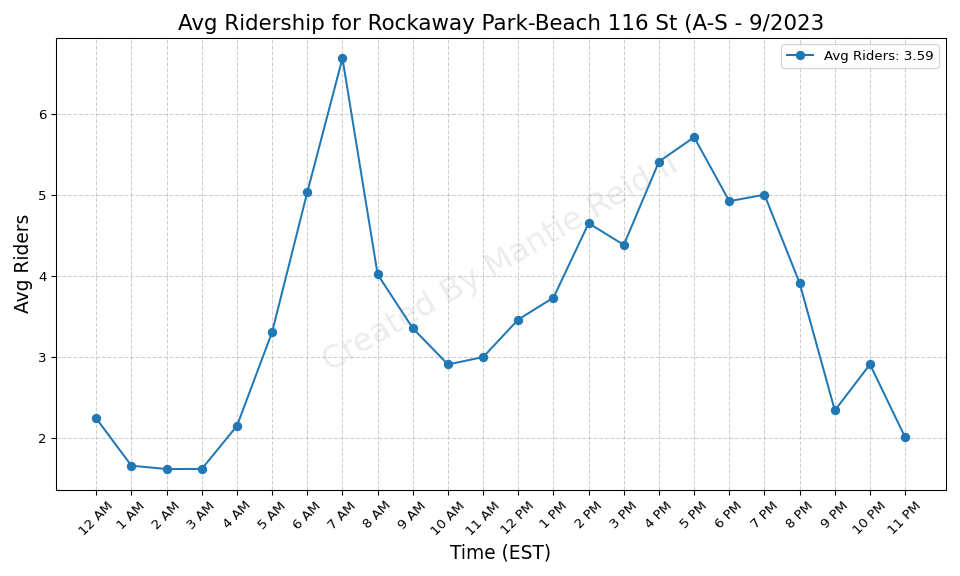 Avg Ridership for Rockaway Park-Beach 116 St (A-S - 9/2023
Avg Riders: 3.59
6
5
4
3
2
Avg Riders
12 AM
1 AM
2 AM
3 AM
4 AM
5 AM
6 AM
7 AM
8 AM
9 AM
10 AM
11 AM
12 PM
1 PM
2 PM
3 PM
4 PM
5 PM
6 PM
7 PM
8 PM
9 PM
10 PM
11 PM
Time (EST)
Created By Mantie Reid II